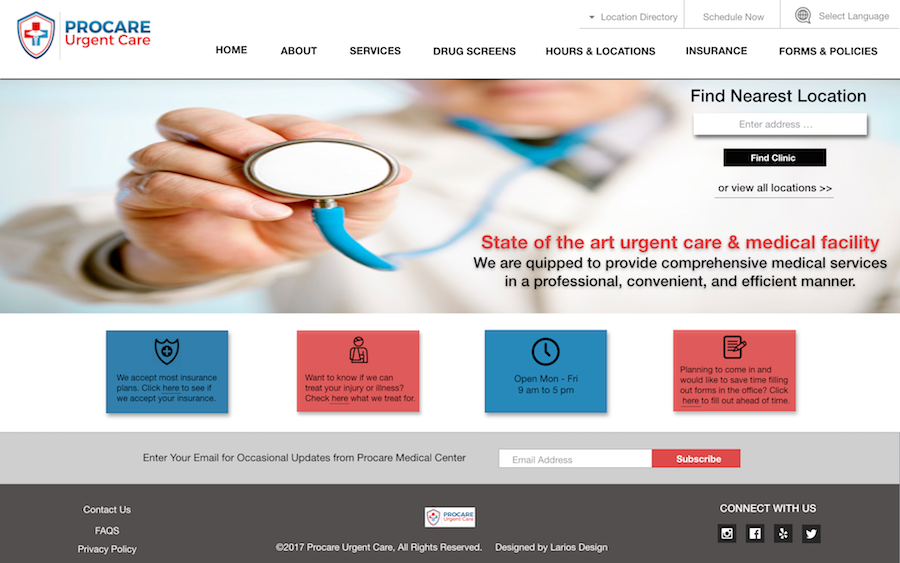 PROCARE
Urgent Care
Location Directory
Schedule Now
Select Language
HOME
ABOUT
SERVICES
DRUG SCREENS
HOURS & LOCATIONS
INSURANCE
FORMS & POLICIES
Find Nearest Location
Enter address ...
Find Clinic
or view all locations >>
State of the art urgent care & medical facility
We are quipped to provide comprehensive medical services
in a professional, convenient, and efficient manner.
We accept most insurance
plans. Click here to see if
we accept your insurance.
Want to know if we can
treat your injury or illness?
Check here what we treat for.
Open Mon - Fri
9 am to 5 pm
Planning to come in and
would like to save time filling
out forms in the office? Click
here to fill out ahead of time.
Enter Your Email for Occasional Updates from Procare Medical Center
Email Address
Subscribe
Contact Us
FAQS
Privacy Policy
PROCARE
Urgent Care
©2017 Procare Urgent Care, All Rights Reserved.
Designed by Larios Design
CONNECT WITH US